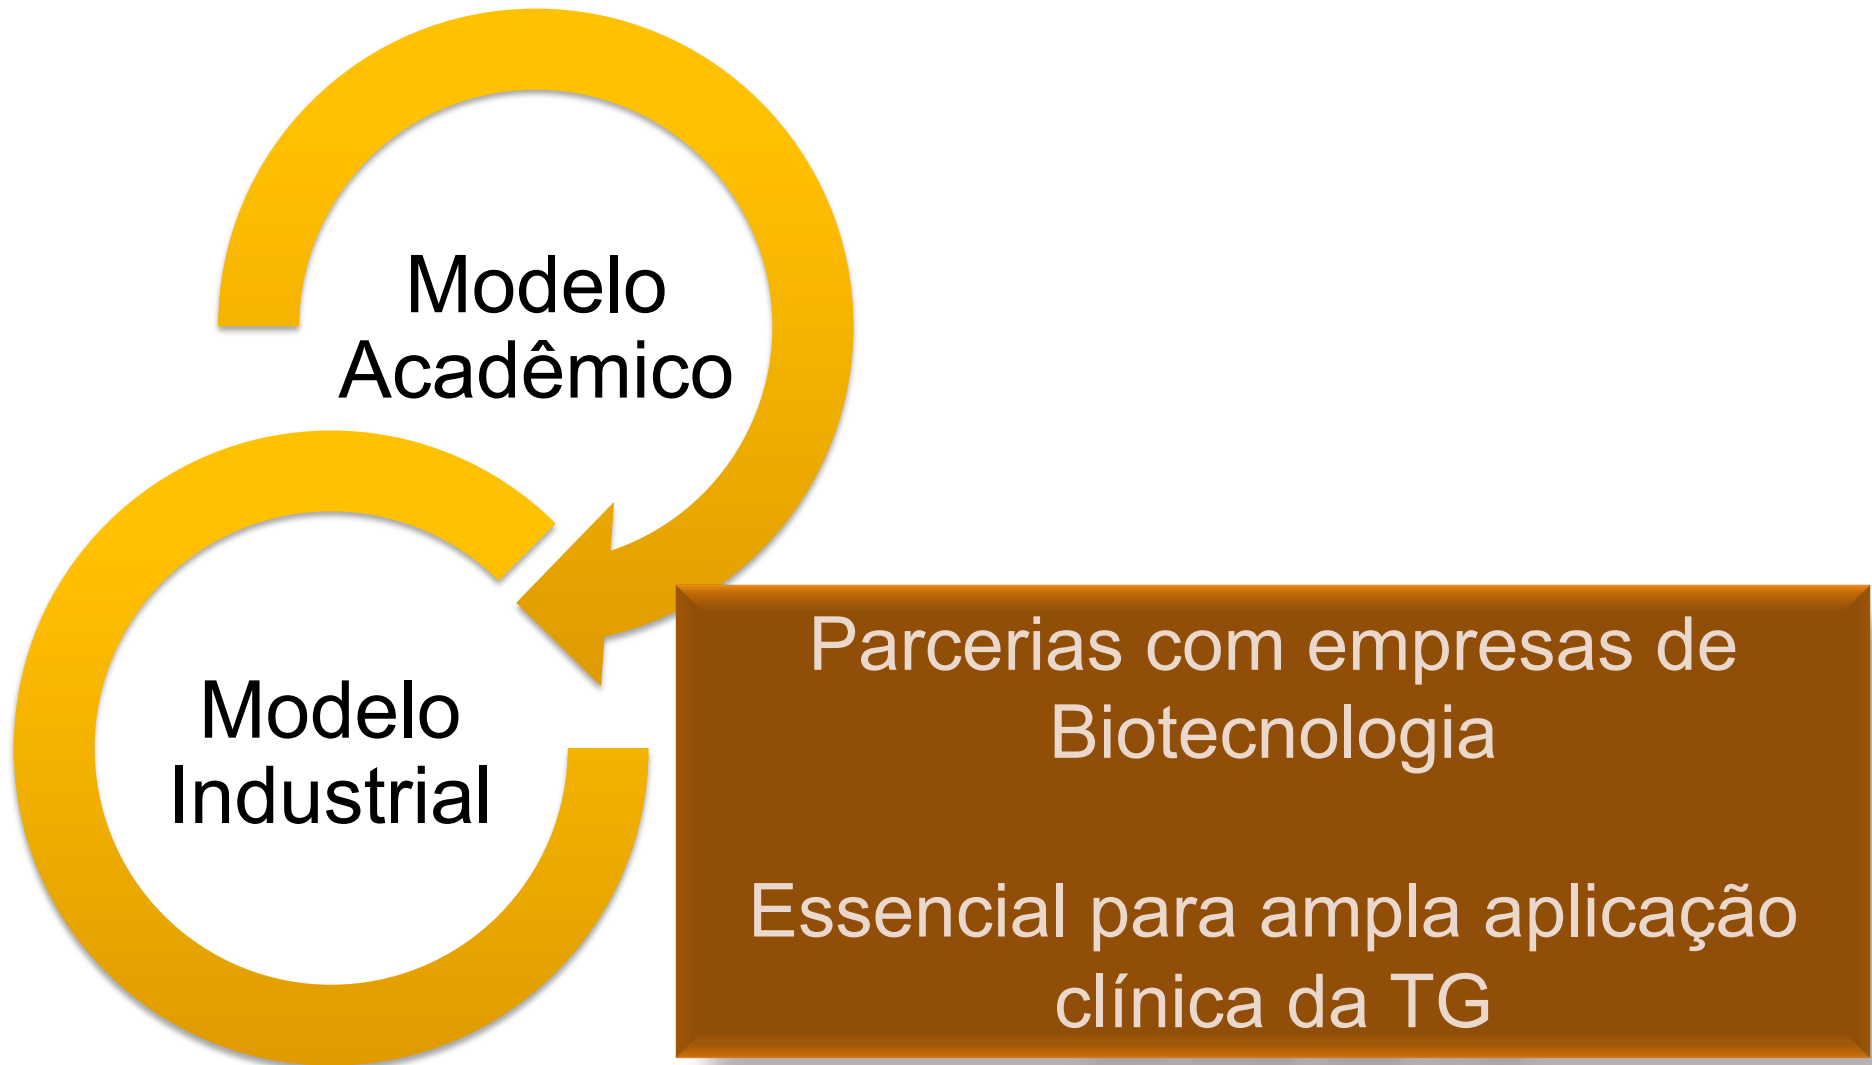 Modelo
Acadêmico
Modelo
Industrial
Parcerias com empresas de
Biotecnologia
Essencial para ampla aplicação
clínica da TG